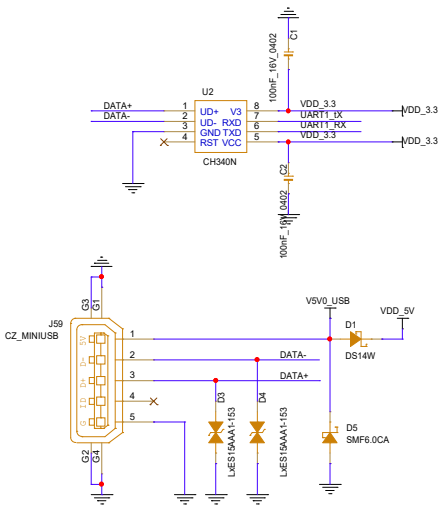 C1
100nF_16V_0402
U2
DATA+ 1 UD+ V3 8 VDD_3.3 VDD_3.3
DATA- 2 UD- RXD 7 UART1_tX
3 GND TXD 6 UART1_RX
4 RST VCC 5 VDD_3.3 VDD_3.3
CH340N
C2
100nF_16V_0402
G3 G1
J59
CZ_MINIUSB
V5V0_USB
VDD_5V
5V 1
D1
DS14W
D- 2 DATA-
D+ 3 DATA+
ID 4
G 5
D3
LxES15AAA1-153
D4
LxES15AAA1-153
D5
SMF6.0CA
G2 G4